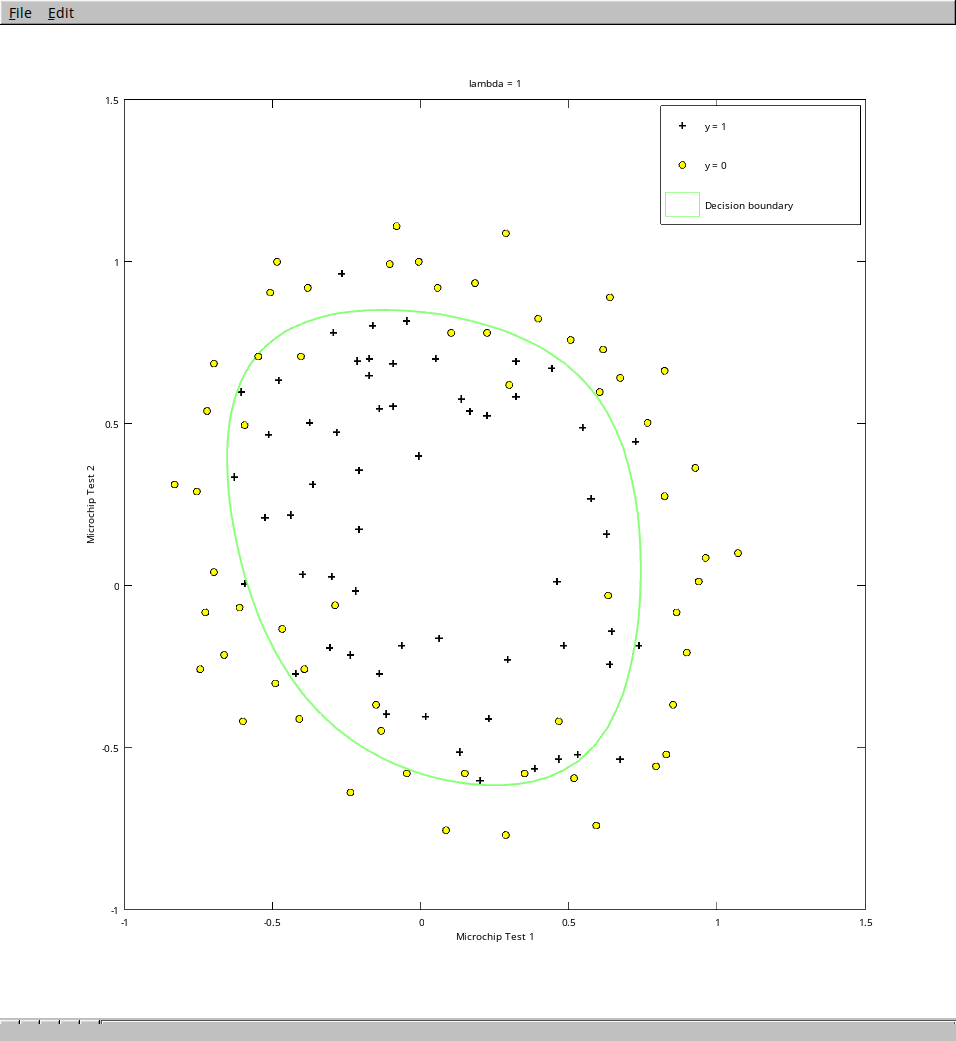 File Edit
lambda = 1
y = 1
y = 0
Decision boundary
1.5
1
0.5
0
-0.5
-1
Microchip Test 2
-1 -0.5 0 0.5 1 1.5
Microchip Test 1